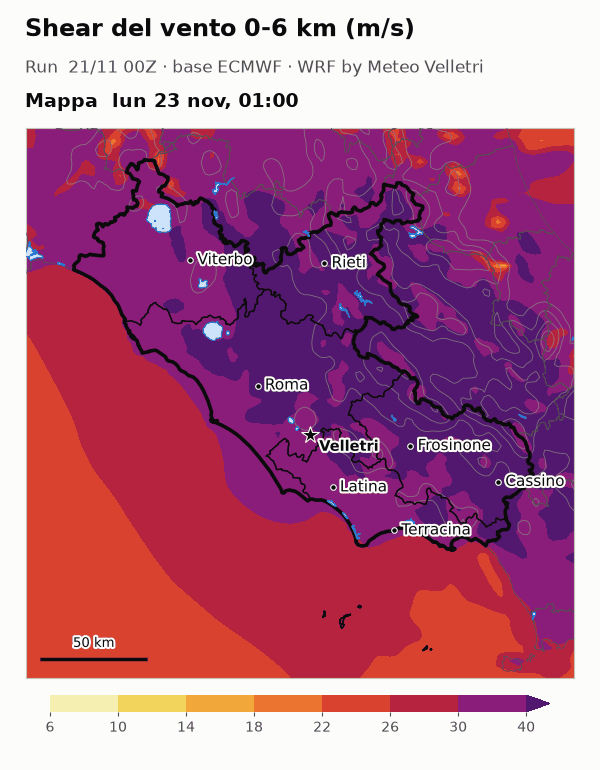 Shear del vento 0-6 km (m/s)
Run 21/11 00Z · base ECMWF · WRF by Meteo Velletri
Mappa lun 23 nov, 01:00
Viterbo
Rieti
Roma
Velletri
Frosinone
Latina
Cassino
Terracina
50 km
6 10 14 18 22 26 30 40